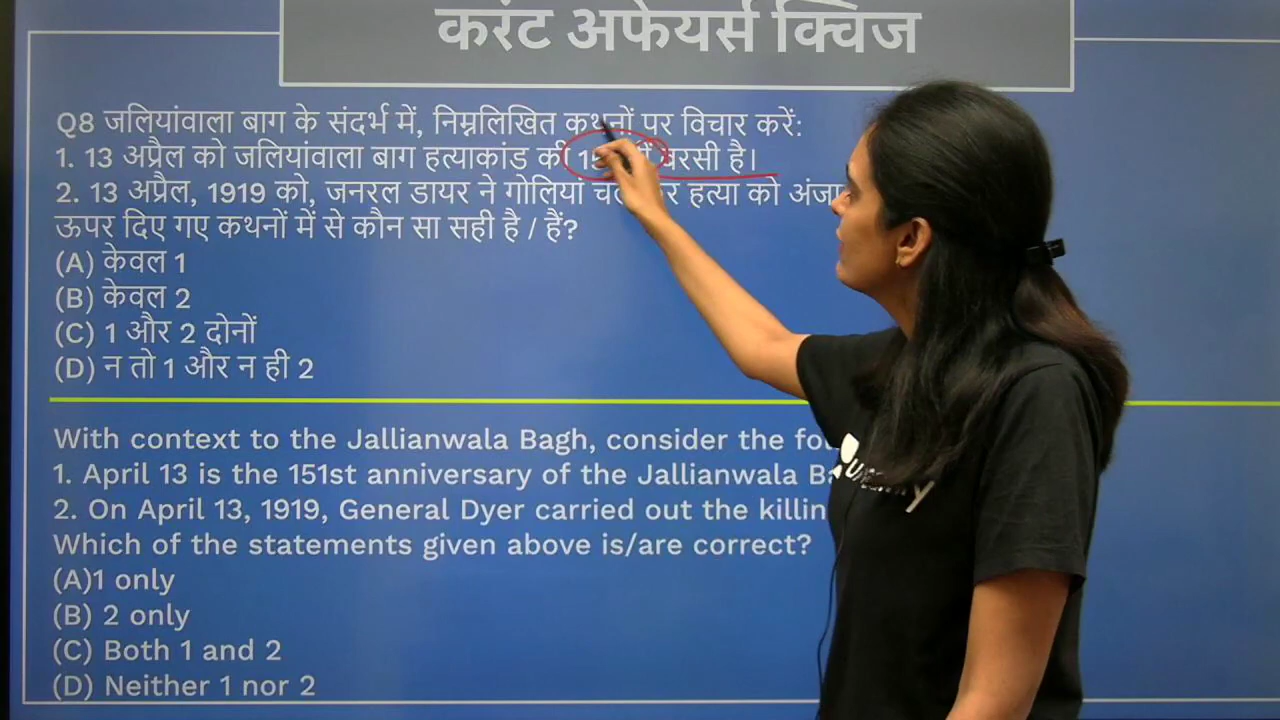 करंट अफेयर्स क्विज
Q8 जलियांवाला बाग के संदर्भ में, निम्नलिखित कथनों पर विचार करें:
1. 13 अप्रैल को जलियांवाला बाग हत्याकांड की वरसी है।
2. 13 अप्रैल, 1919 को, जनरल डायर ने गोलियां हत्या को
ऊपर दिए गए कथनों में से कौन सा सही है / हैं?
(A) केवल 1
(B) केवल 2
(C) 1 और 2 दोनों
(D) न तो 1 और न ही 2
With context to the Jallianwala Bagh, consider the
1. April 13 is the 151st anniversary of the Jallianwala
2. On April 13, 1919, General Dyer carried out the
Which of the statements given above is/are correct?
(A)1 only
(B) 2 only
(C) Both 1 and 2
(D) Neither 1 nor 2